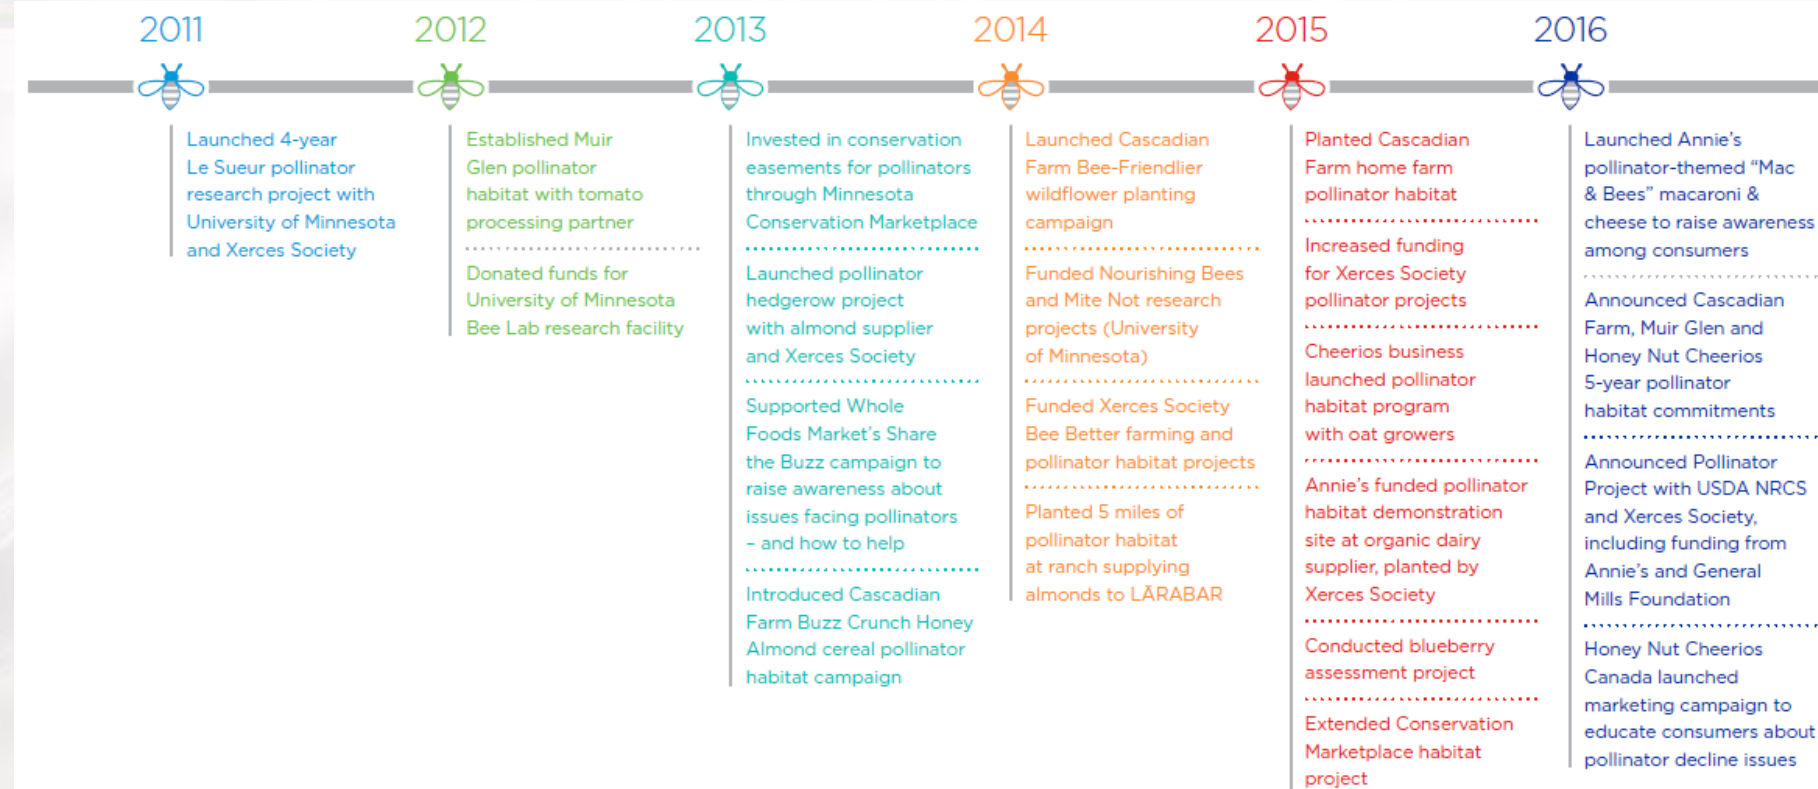 2011
2012
2013
2014
2015
2016
Launched 4-year
Le Sueur pollinator
research project with
University of Minnesota
and Xerces Society
Established Muir
Glen pollinator
habitat with tomato
processing partner
Donated funds for
University of Minnesota
Bee Lab research facility
Invested in conservation
easements for pollinators
through Minnesota
Conservation Marketplace
Launched pollinator
hedgerow project
with almond supplier
and Xerces Society
Supported Whole
Foods Market’s Share
the Buzz campaign to
raise awareness about
issues facing pollinators
– and how to help
Introduced Cascadian
Farm Buzz Crunch Honey
Almond cereal pollinator
habitat campaign
Launched Cascadian
Farm Bee-Friendlier
wildflower planting
campaign
Funded Nourishing Bees
and Mite Not research
projects (University
of Minnesota)
Funded Xerces Society
Bee Better farming and
pollinator habitat projects
Planted 5 miles of
pollinator habitat
at ranch supplying
almonds to LÄRABAR
Planted Cascadian
Farm home farm
pollinator habitat
Increased funding
for Xerces Society
pollinator projects
Cheerios business
launched pollinator
habitat program
with oat growers
Annie’s funded pollinator
habitat demonstration
site at organic dairy
supplier, planted by
Xerces Society
Conducted blueberry
assessment project
Extended Conservation
Marketplace habitat
project
Launched Annie’s
pollinator-themed “Mac
& Bees” macaroni &
cheese to raise awareness
among consumers
Announced Cascadian
Farm, Muir Glen and
Honey Nut Cheerios
5-year pollinator
habitat commitments
Announced Pollinator
Project with USDA NRCS
and Xerces Society,
including funding from
Annie’s and General
Mills Foundation
Honey Nut Cheerios
Canada launched
marketing campaign to
educate consumers about
pollinator decline issues